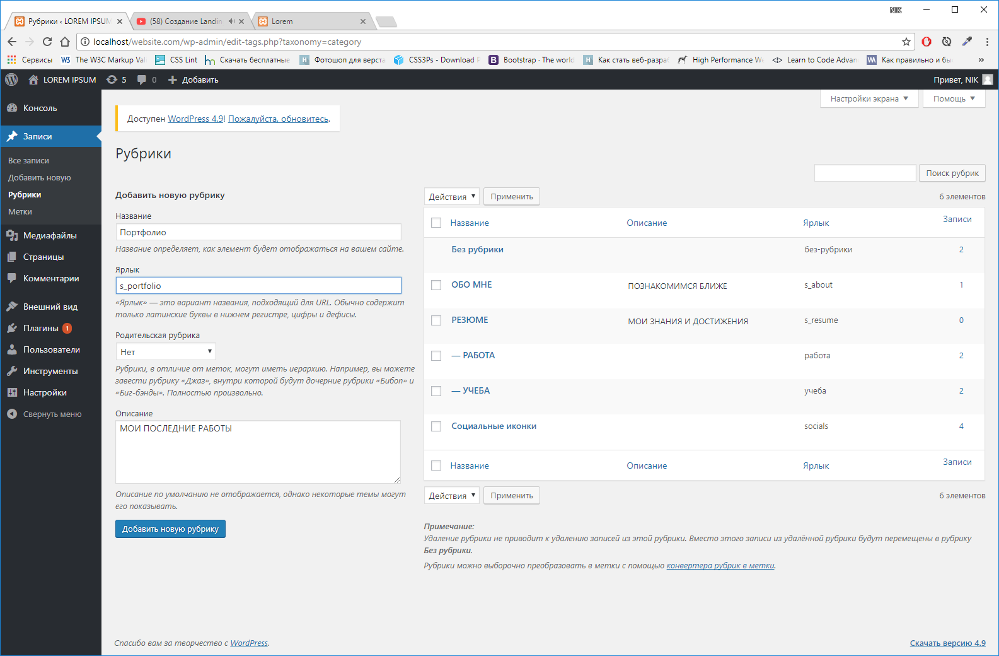 NIK
Рубрики ‹ LOREM IPSUM
(58) Создание Landin
Lorem
localhost/website.com/wp-admin/edit-tags.php?taxonomy=category
Сервисы
W3 The W3C Markup Vali
CSS Lint
Скачать бесплатные
H Фотошоп для верста
CSS3Ps - Download P
B Bootstrap · The world
H Как стать веб-разраб
High Performance We
Learn to Code Advan
W Как правильно и бы
»
LOREM IPSUM 5 0 Добавить
Привет, NIK
Консоль
Записи
Все записи
Добавить новую
Рубрики
Метки
Медиафайлы
Страницы
Комментарии
Внешний вид
Плагины 1
Пользователи
Инструменты
Настройки
Свернуть меню
Настройки экрана
Помощь
Доступен WordPress 4.9! Пожалуйста, обновитесь.
Рубрики
Поиск рубрик
Добавить новую рубрику
Название
Портфолио
Название определяет, как элемент будет отображаться на вашем сайте.
Ярлык
s_portfolio
«Ярлык» — это вариант названия, подходящий для URL. Обычно содержит
только латинские буквы в нижнем регистре, цифры и дефисы.
Родительская рубрика
Нет
Рубрики, в отличие от меток, могут иметь иерархию. Например, вы можете
завести рубрику «Джаз», внутри которой будут дочерние рубрики «Бибоп» и
«Биг-бэнды». Полностью произвольно.
Описание
МОИ ПОСЛЕДНИЕ РАБОТЫ
Описание по умолчанию не отображается, однако некоторые темы могут
его показывать.
Добавить новую рубрику
Действия Применить 6 элементов
Название Описание Ярлык Записи
Без рубрики без-рубрики 2
ОБО МНЕ ПОЗНАКОМИМСЯ БЛИЖЕ s_about 1
РЕЗЮМЕ МОИ ЗНАНИЯ И ДОСТИЖЕНИЯ s_resume 0
— РАБОТА работа 2
— УЧЕБА учеба 2
Социальные иконки socials 4
Название Описание Ярлык Записи
Действия Применить 6 элементов
Примечание:
Удаление рубрики не приводит к удалению записей из этой рубрики. Вместо этого записи из удалённой рубрики будут перемещены в рубрику
Без рубрики.
Рубрики можно выборочно преобразовать в метки с помощью конвертера рубрик в метки.
Спасибо вам за творчество с WordPress.
Скачать версию 4.9